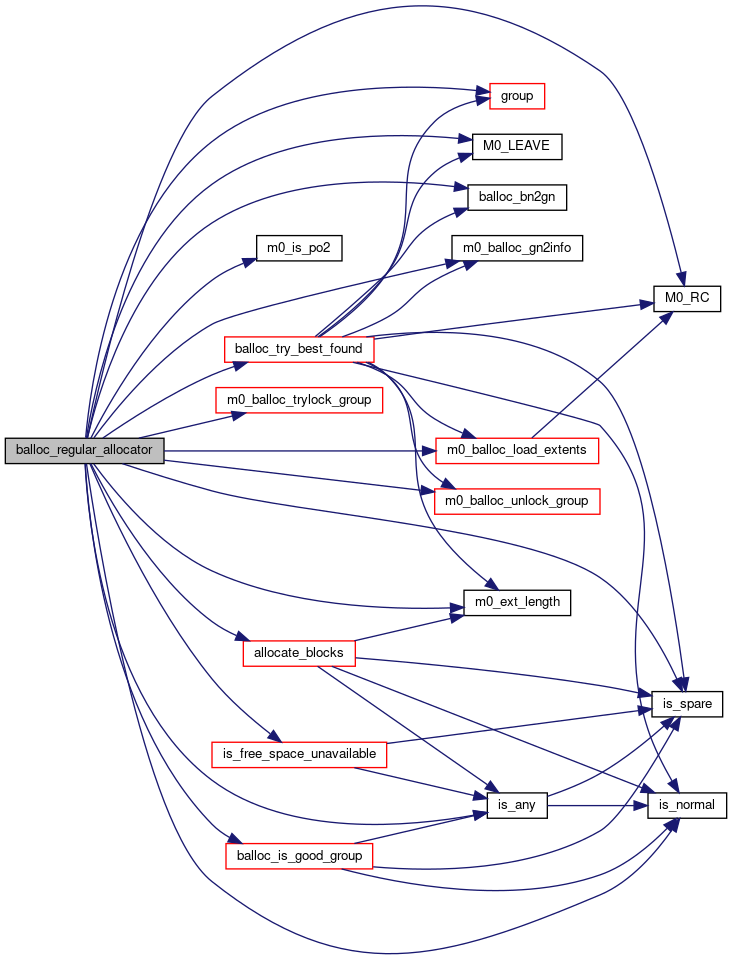 group
M0_LEAVE
balloc_bn2gn
m0_is_po2
m0_balloc_gn2info
M0_RC
balloc_try_best_found
m0_balloc_trylock_group
balloc_regular_allocator
m0_balloc_load_extents
m0_balloc_unlock_group
m0_ext_length
allocate_blocks
is_spare
is_free_space_unavailable
is_any
is_normal
balloc_is_good_group